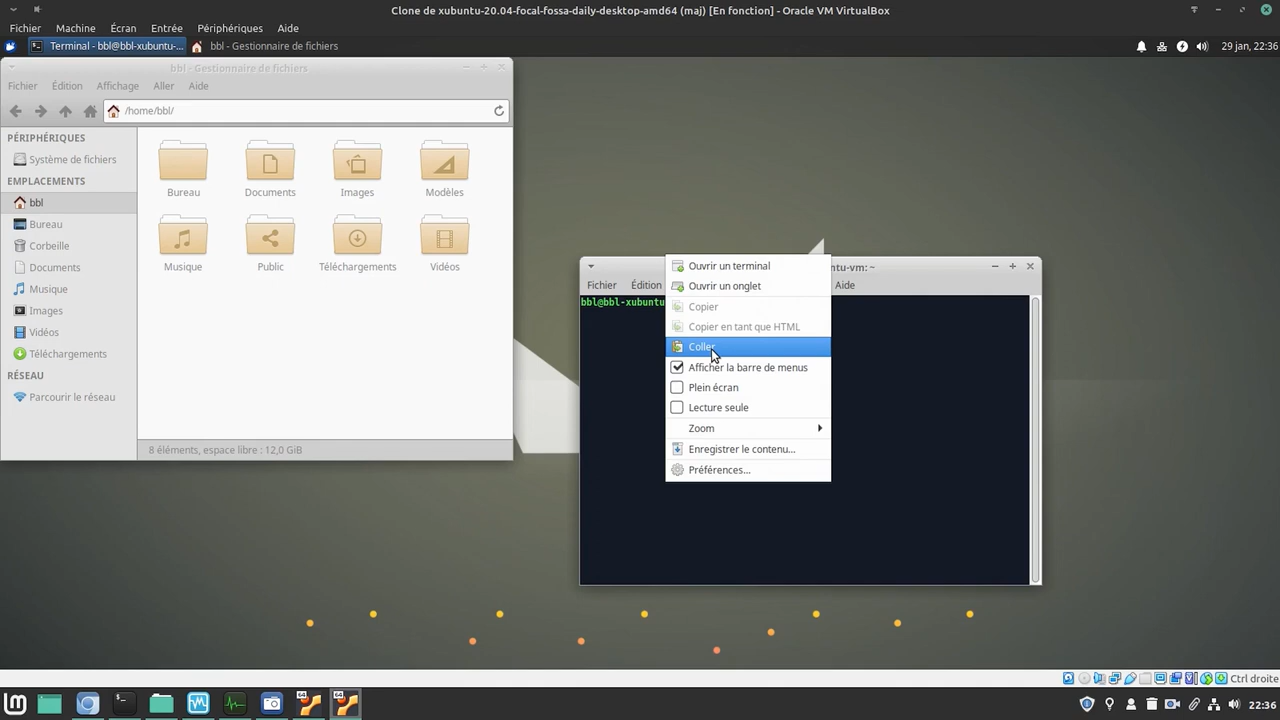 Clone de xubuntu-20.04-focal-fossa-daily-desktop-amd64 (maj) [En fonction] - Oracle VM VirtualBox
Fichier Machine Écran Entrée Périphériques Aide
Terminal - bbl@bbl-xubuntu-... bbl - Gestionnaire de fichiers 29 jan, 22:36
bbl - Gestionnaire de fichiers
Fichier Édition Affichage Aller Aide
/home/bbl/
PÉRIPHÉRIQUES
Système de fichiers
EMPLACEMENTS
bbl
Bureau
Corbeille
Documents
Musique
Images
Vidéos
Téléchargements
RÉSEAU
Parcourir le réseau
Bureau Documents Images Modèles
Musique Public Téléchargements Vidéos
8 éléments, espace libre : 12,0 GiB
ntu-vm: ~
Fichier Édition Aide
bbl@bbl-xubuntu
Ouvrir un terminal
Ouvrir un onglet
Copier
Copier en tant que HTML
Coller
Afficher la barre de menus
Plein écran
Lecture seule
Zoom
Enregistrer le contenu...
Préférences...
Ctrl droite
22:36